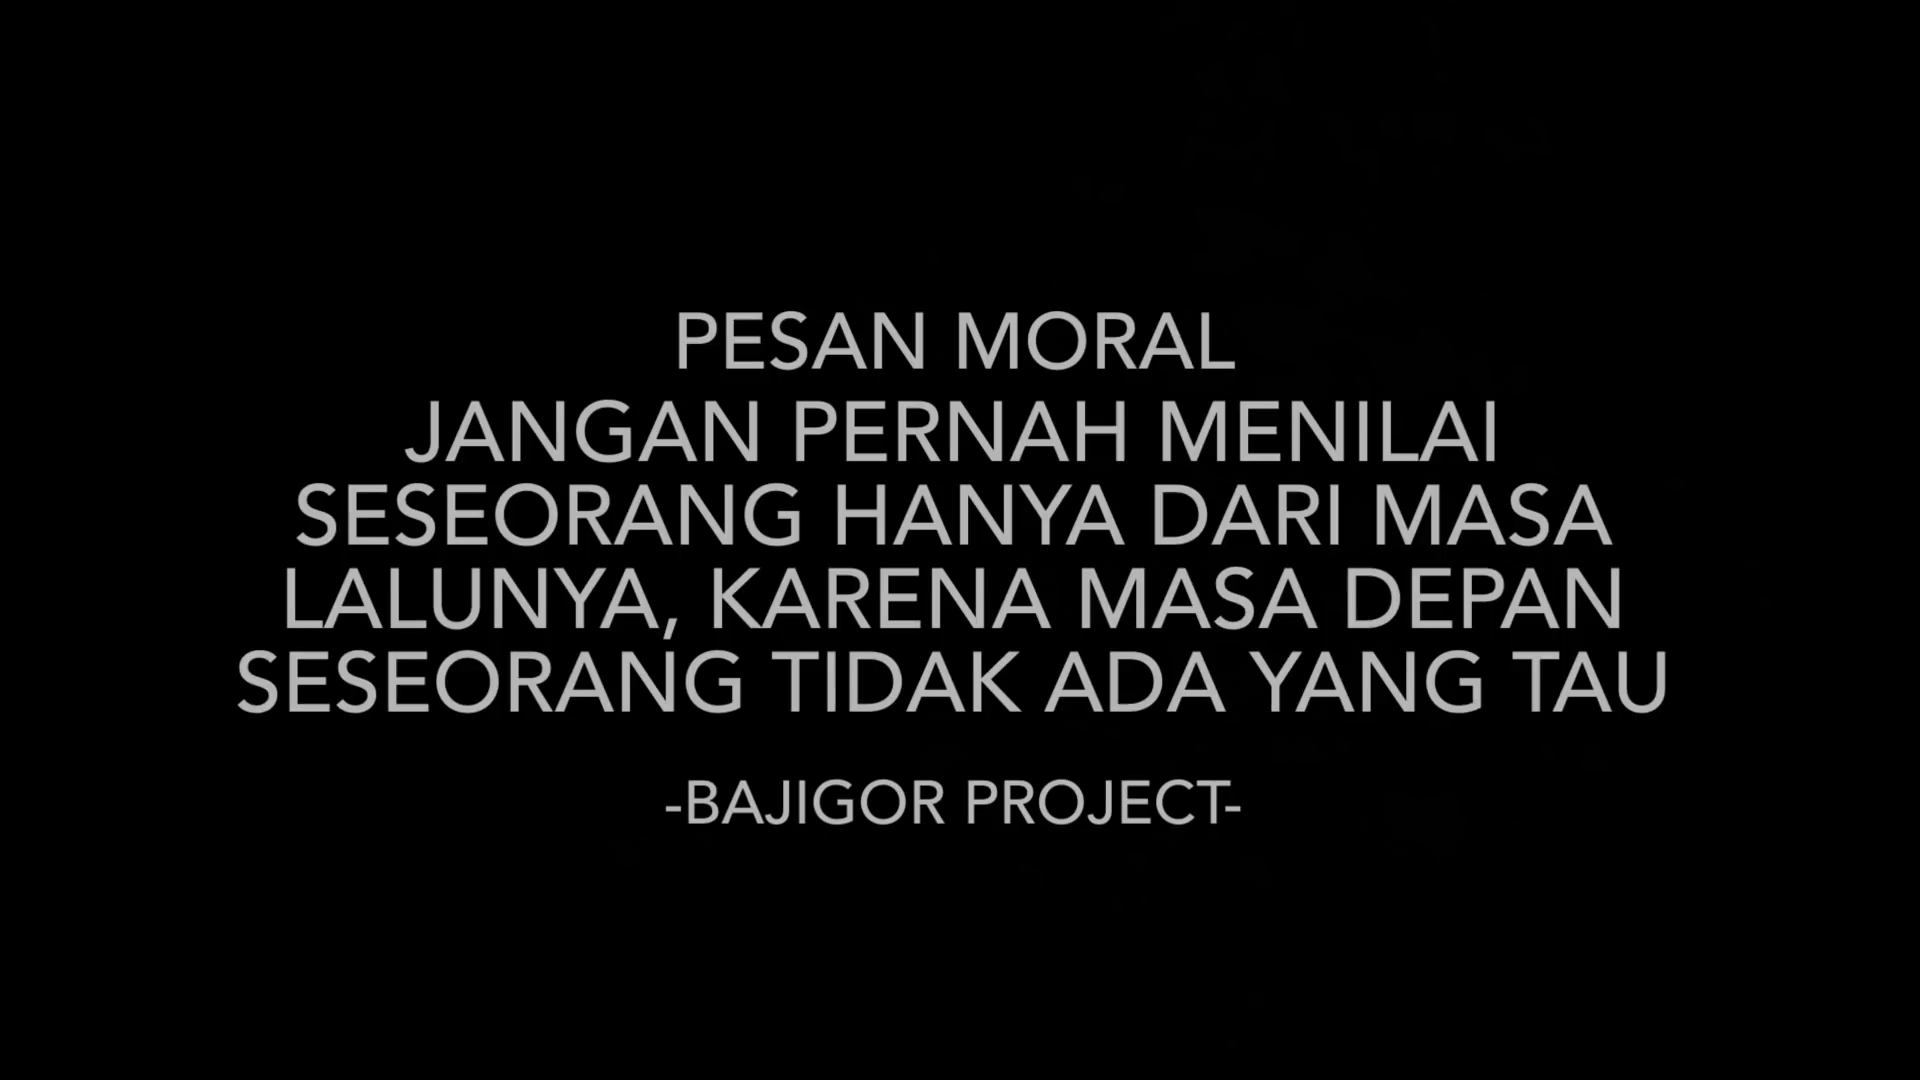 PESAN MORAL
JANGAN PERNAH MENILAI
SESEORANG HANYA DARI MASA
LALUNYA, KARENA MASA DEPAN
SESEORANG TIDAK ADA YANG TAU
-BAJIGOR PROJECT-